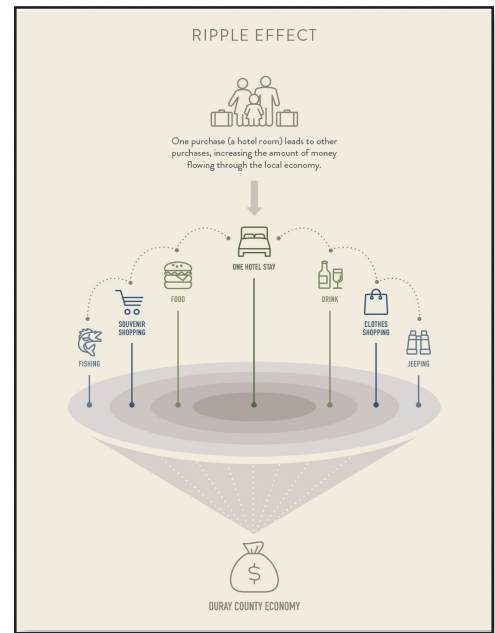 RIPPLE EFFECT
One purchase (a hotel room) leads to other
purchases, increasing the amount of money
flowing through the local economy.
ONE HOTEL STAY
FOOD
DRINK
SOUVENIR
SHOPPING
CLOTHES
SHOPPING
FISHING
JEEPING
$
OURAY COUNTY ECONOMY